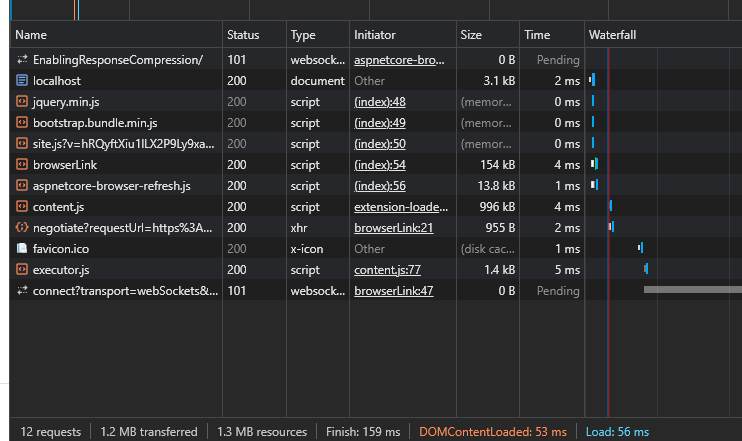 Name Status Type Initiator Size Time Waterfall
EnablingResponseCompression/ 101 websock... aspnetcore-bro... 0 B Pending
localhost 200 document Other 3.1 kB 2 ms
jquery.min.js 200 script (index):48 (memor... 0 ms
bootstrap.bundle.min.js 200 script (index):49 (memor... 0 ms
site.js?v=hRQyftXiu1lLX2P9Ly9xa... 200 script (index):50 (memor... 0 ms
browserLink 200 script (index):54 154 kB 4 ms
aspnetcore-browser-refresh.js 200 script (index):56 13.8 kB 1 ms
content.js 200 script extension-loade... 996 kB 4 ms
negotiate?requestUrl=https%3A... 200 xhr browserLink:21 955 B 2 ms
favicon.ico 200 x-icon Other (disk cac... 1 ms
executor.js 200 script content.js:77 1.4 kB 5 ms
connect?transport=webSockets&... 101 websock... browserLink:47 0 B Pending
12 requests 1.2 MB transferred 1.3 MB resources Finish: 159 ms DOMContentLoaded: 53 ms Load: 56 ms